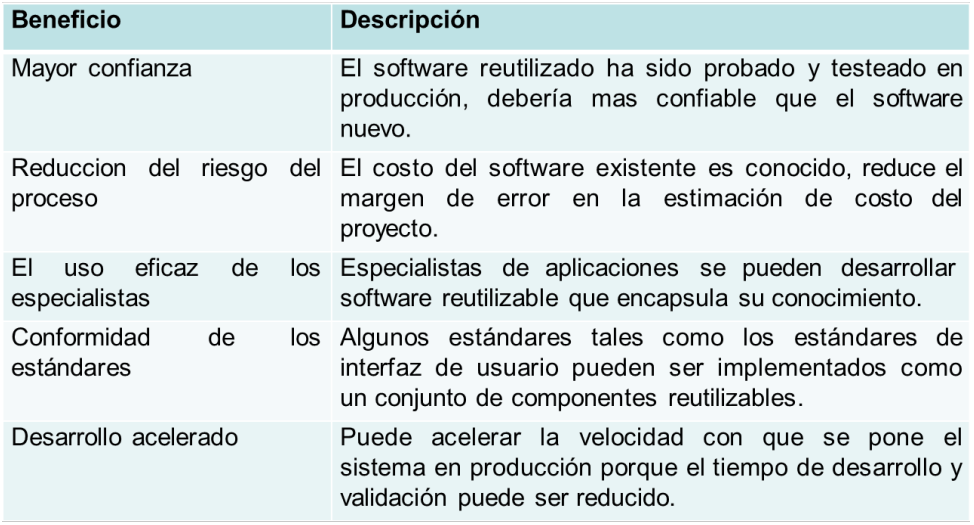 Beneficio Descripción
Mayor confianza El software reutilizado ha sido probado y testeado en
producción, debería mas confiable que el software
nuevo.
Reduccion del riesgo del El costo del software existente es conocido, reduce el
proceso margen de error en la estimación de costo del
proyecto.
El uso eficaz de los Especialistas de aplicaciones se pueden desarrollar
especialistas software reutilizable que encapsula su conocimiento.
Conformidad de los Algunos estándares tales como los estándares de
estándares interfaz de usuario pueden ser implementados como
un conjunto de componentes reutilizables.
Desarrollo acelerado Puede acelerar la velocidad con que se pone el
sistema en producción porque el tiempo de desarrollo y
validación puede ser reducido.